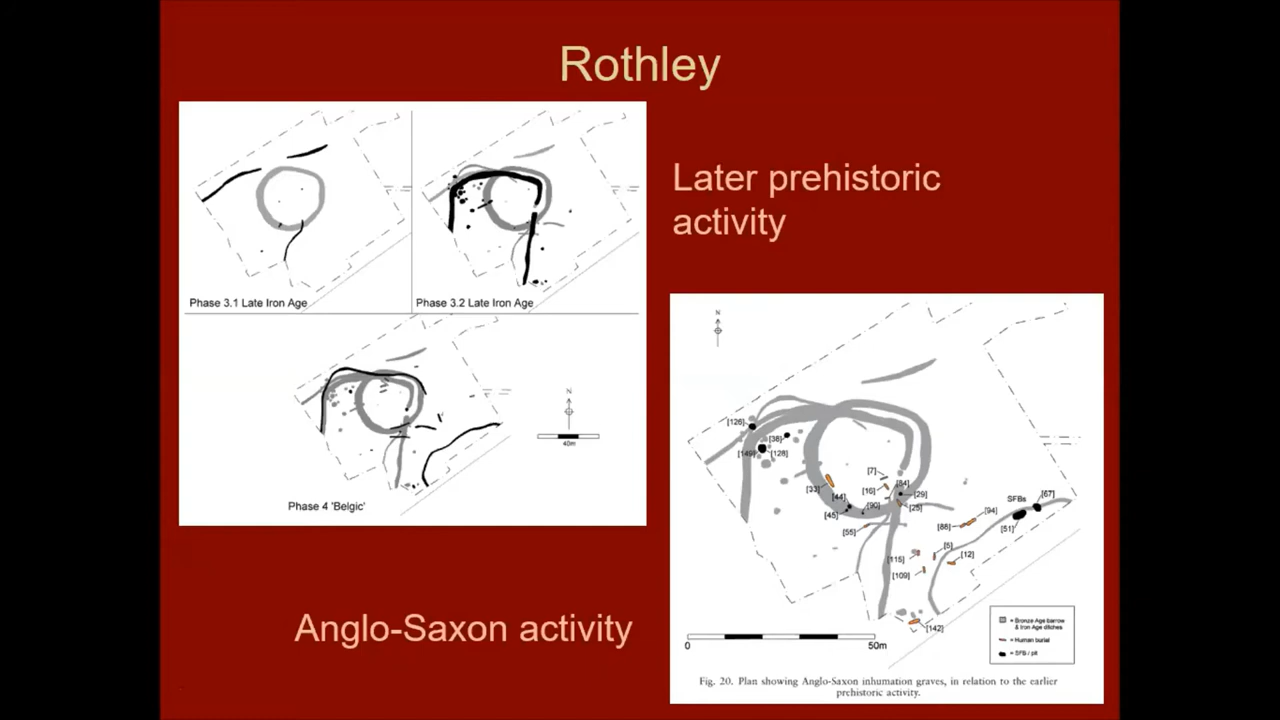 Rothley
Phase 3.1 Late Iron Age
Phase 3.2 Late Iron Age
N
40m
Phase 4 'Belgic'
Later prehistoric
activity
N
[126]
[38]
[149]
[128]
[7]
[33]
[16]
[84]
[44]
[29]
[45]
[90]
[25]
[55]
[94]
[88]
SFBs
[67]
[51]
[5]
[12]
[115]
[109]
[142]
0
50m
= Bronze Age barrow
& Iron Age ditches
= Human burial
= SFB / pit
Fig. 20. Plan showing Anglo-Saxon inhumation graves, in relation to the earlier
prehistoric activity.
Anglo-Saxon activity